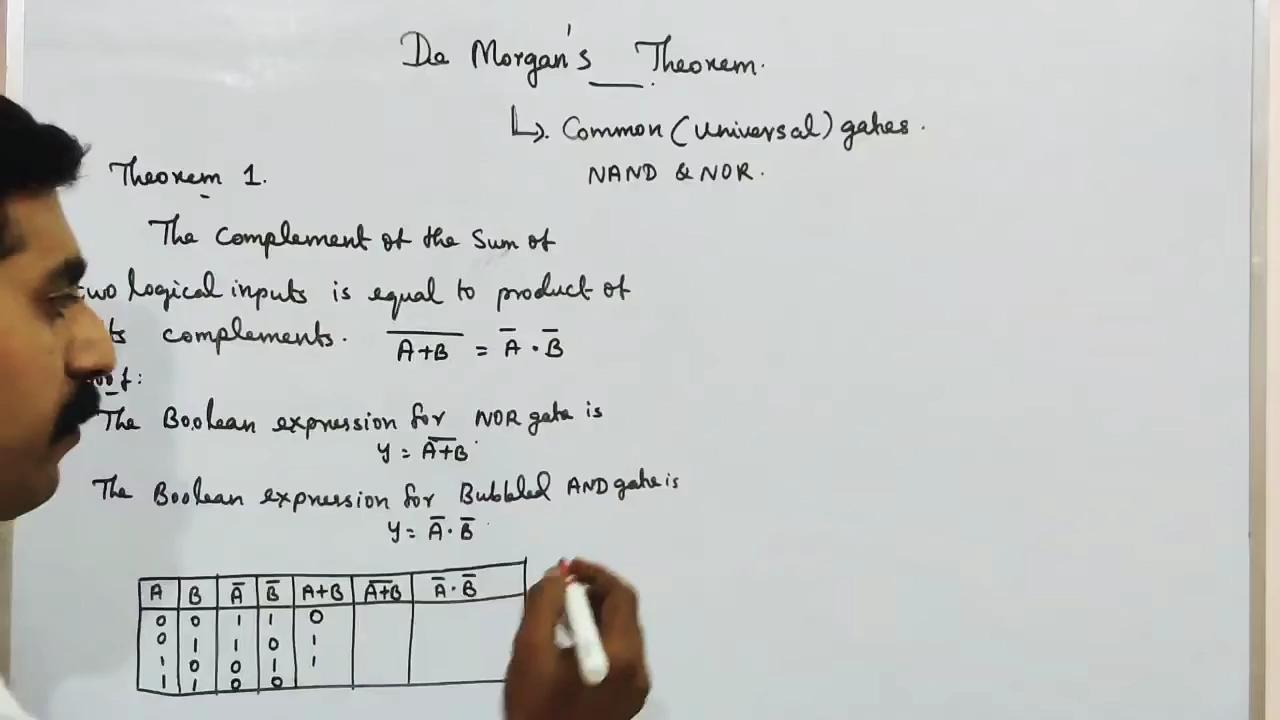 De Morgan's Theorem.
↳. Common (Universal) gates.
NAND & NOR.
Theorem 1.
The Complement of the Sum of
two logical inputs is equal to product of
complements. A̅+̅B̅ = A̅ . B̅
The Boolean expression for NOR gate is
y = A̅+̅B̅
The Boolean expression for Bubbled AND gate is
y = A̅ . B̅
A B A̅ B̅ A+B A̅+̅B̅ A̅ . B̅
0 0 1 1 0
0 1 1 0 1
1 0 0 1 1
1 1 0 0